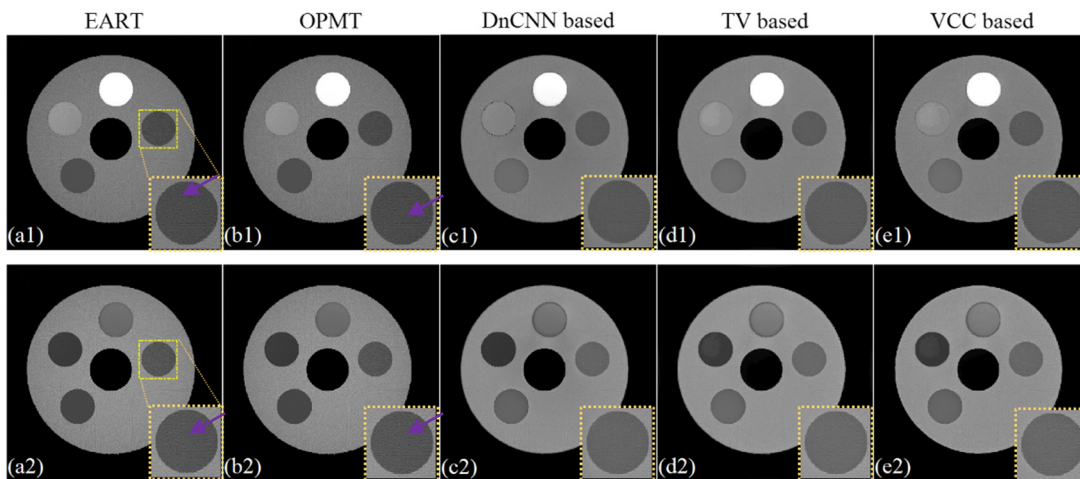 EART OPMT DnCNN based TV based VCC based
(a1) (b1) (c1) (d1) (e1)
(a2) (b2) (c2) (d2) (e2)